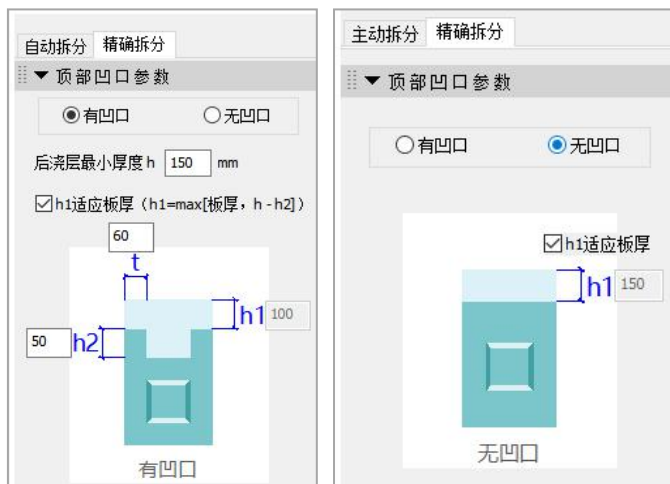 自动拆分 精确拆分
▼ 顶部凹口参数
有凹口 无凹口
后浇层最小厚度 h 150 mm
h1适应板厚（h1=max[板厚，h-h2]）
60
t
h1 100
50 h2
有凹口
主动拆分 精确拆分
▼ 顶部凹口参数
有凹口 无凹口
h1适应板厚
h1 150
无凹口